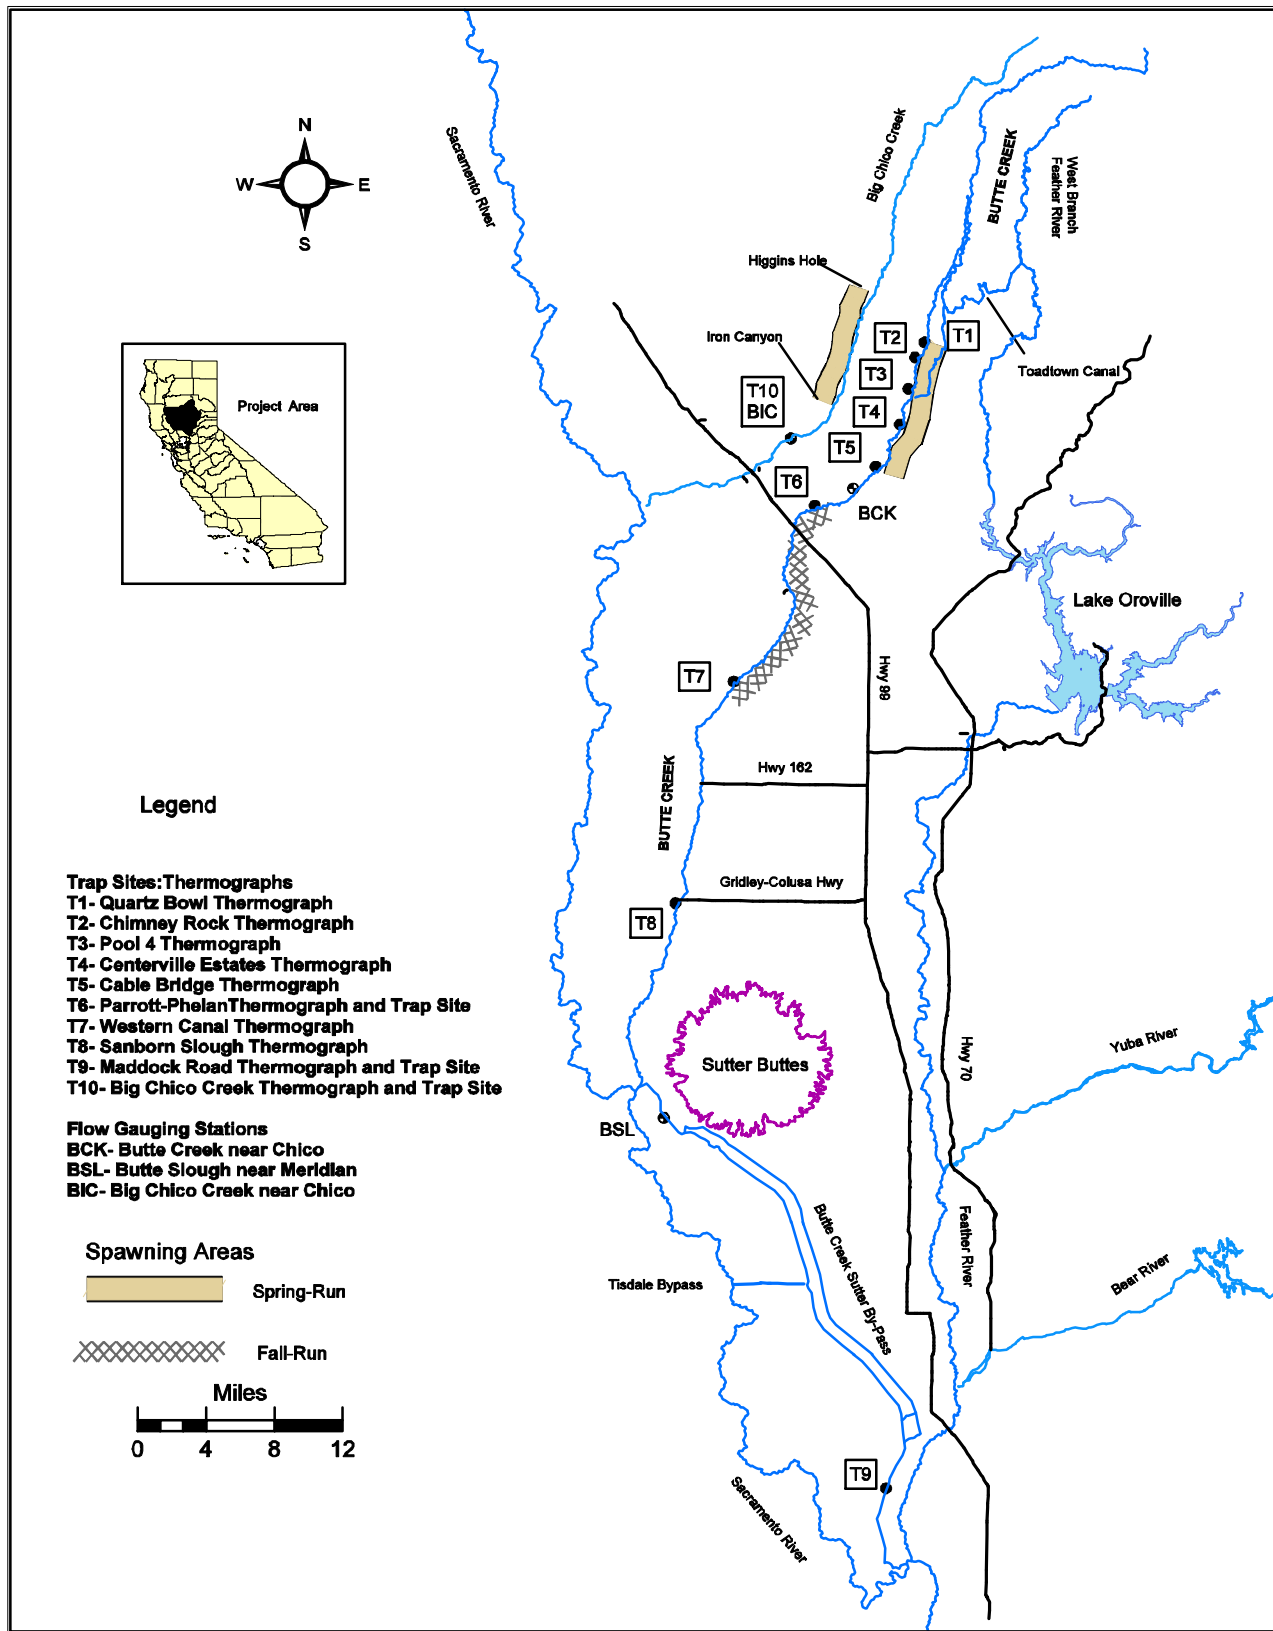 N
W E
S
Sacramento River
Big Chico Creek
BUTTE CREEK
West Branch
Feather River
Higgins Hole
Iron Canyon
T1
T2
T3
T10
BIC
T4
T5
T6
BCK
Toadtown Canal
Project Area
Lake Oroville
Hwy 99
T7
BUTTE CREEK
Hwy 162
Gridley-Colusa Hwy
T8
Sutter Buttes
BSL
Hwy 70
Yuba River
Butte Creek Sutter By-Pass
Feather River
Bear River
Tisdale Bypass
T9
Sacramento River
Legend
Trap Sites:Thermographs
T1- Quartz Bowl Thermograph
T2- Chimney Rock Thermograph
T3- Pool 4 Thermograph
T4- Centerville Estates Thermograph
T5- Cable Bridge Thermograph
T6- Parrott-PhelanThermograph and Trap Site
T7- Western Canal Thermograph
T8- Sanborn Slough Thermograph
T9- Maddock Road Thermograph and Trap Site
T10- Big Chico Creek Thermograph and Trap Site
Flow Gauging Stations
BCK- Butte Creek near Chico
BSL- Butte Slough near Meridian
BIC- Big Chico Creek near Chico
Spawning Areas
Spring-Run
Fall-Run
Miles
0 4 8 12